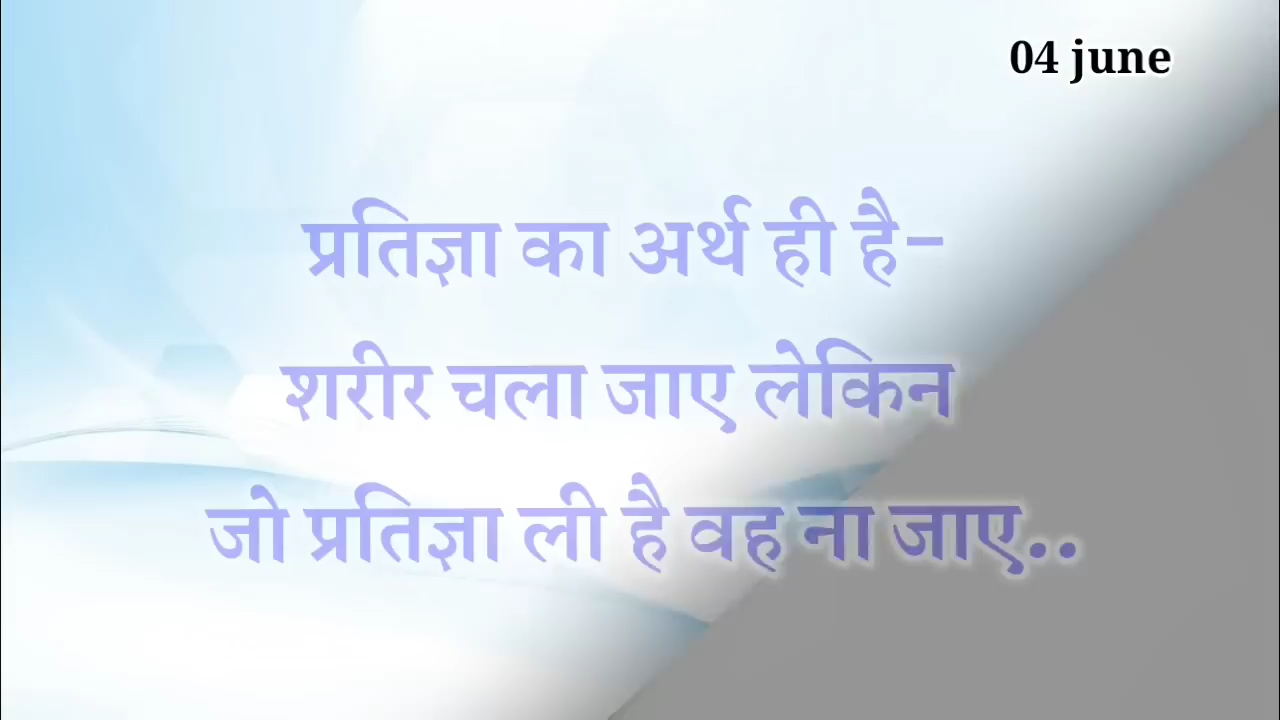 04 june
प्रतिज्ञा का अर्थ ही है-
शरीर चला जाए लेकिन
जो प्रतिज्ञा ली है वह ना जाए..